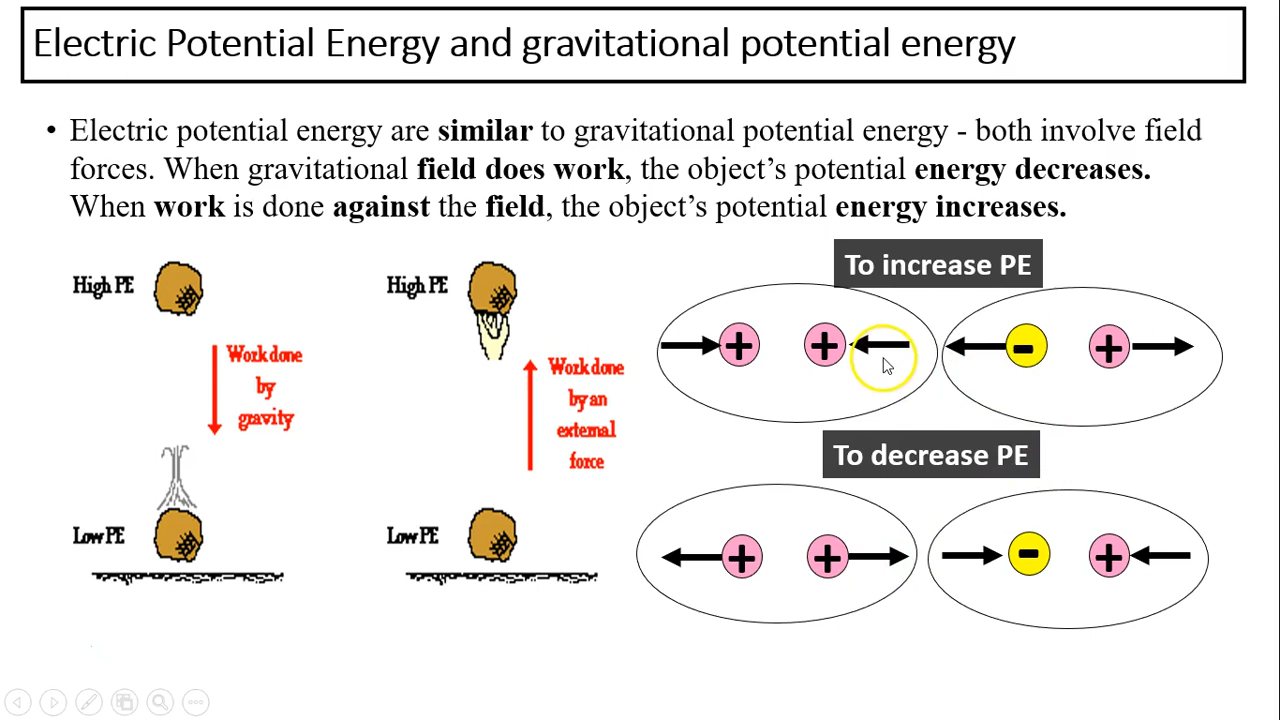 Electric Potential Energy and gravitational potential energy
• Electric potential energy are similar to gravitational potential energy - both involve field
forces. When gravitational field does work, the object’s potential energy decreases.
When work is done against the field, the object’s potential energy increases.
High PE
Work done
by
gravity
Low PE
High PE
Work done
by an
external
force
Low PE
To increase PE
+ +
- +
To decrease PE
+ +
- +